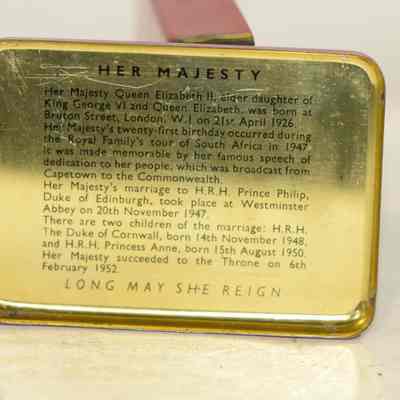 HER MAJESTY
Her Majesty Queen Elizabeth II, elder daughter of
King George VI and Queen Elizabeth, was born at
Bruton Street, London, W.1 on 21st April 1926.
Her Majesty's twenty-first birthday occurred during
the Royal Family's tour of South Africa in 1947.
It was made memorable by her famous speech of
dedication to her people, which was broadcast from
Capetown to the Commonwealth.
Her Majesty's marriage to H.R.H. Prince Philip,
Duke of Edinburgh, took place at Westminster
Abbey on 20th November 1947.
There are two children of the marriage: H.R.H.
The Duke of Cornwall, born 14th November 1948,
and H.R.H. Princess Anne, born 15th August 1950.
Her Majesty succeeded to the Throne on 6th
February 1952.
LONG MAY SHE REIGN